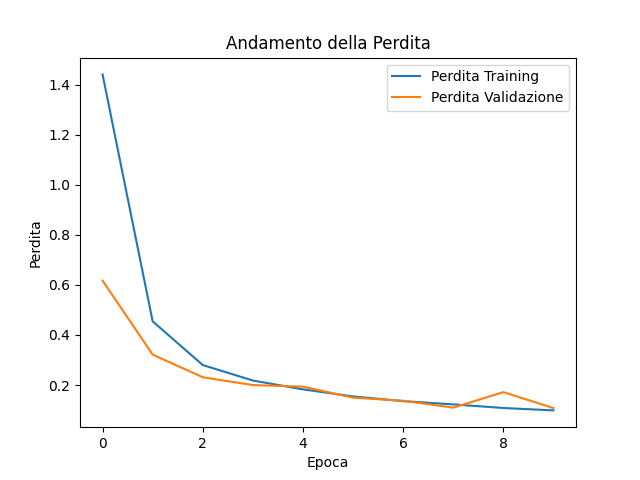 Andamento della Perdita
Perdita Training
Perdita Validazione
1.4
1.2
1.0
0.8
0.6
0.4
0.2
Perdita
0 2 4 6 8
Epoca